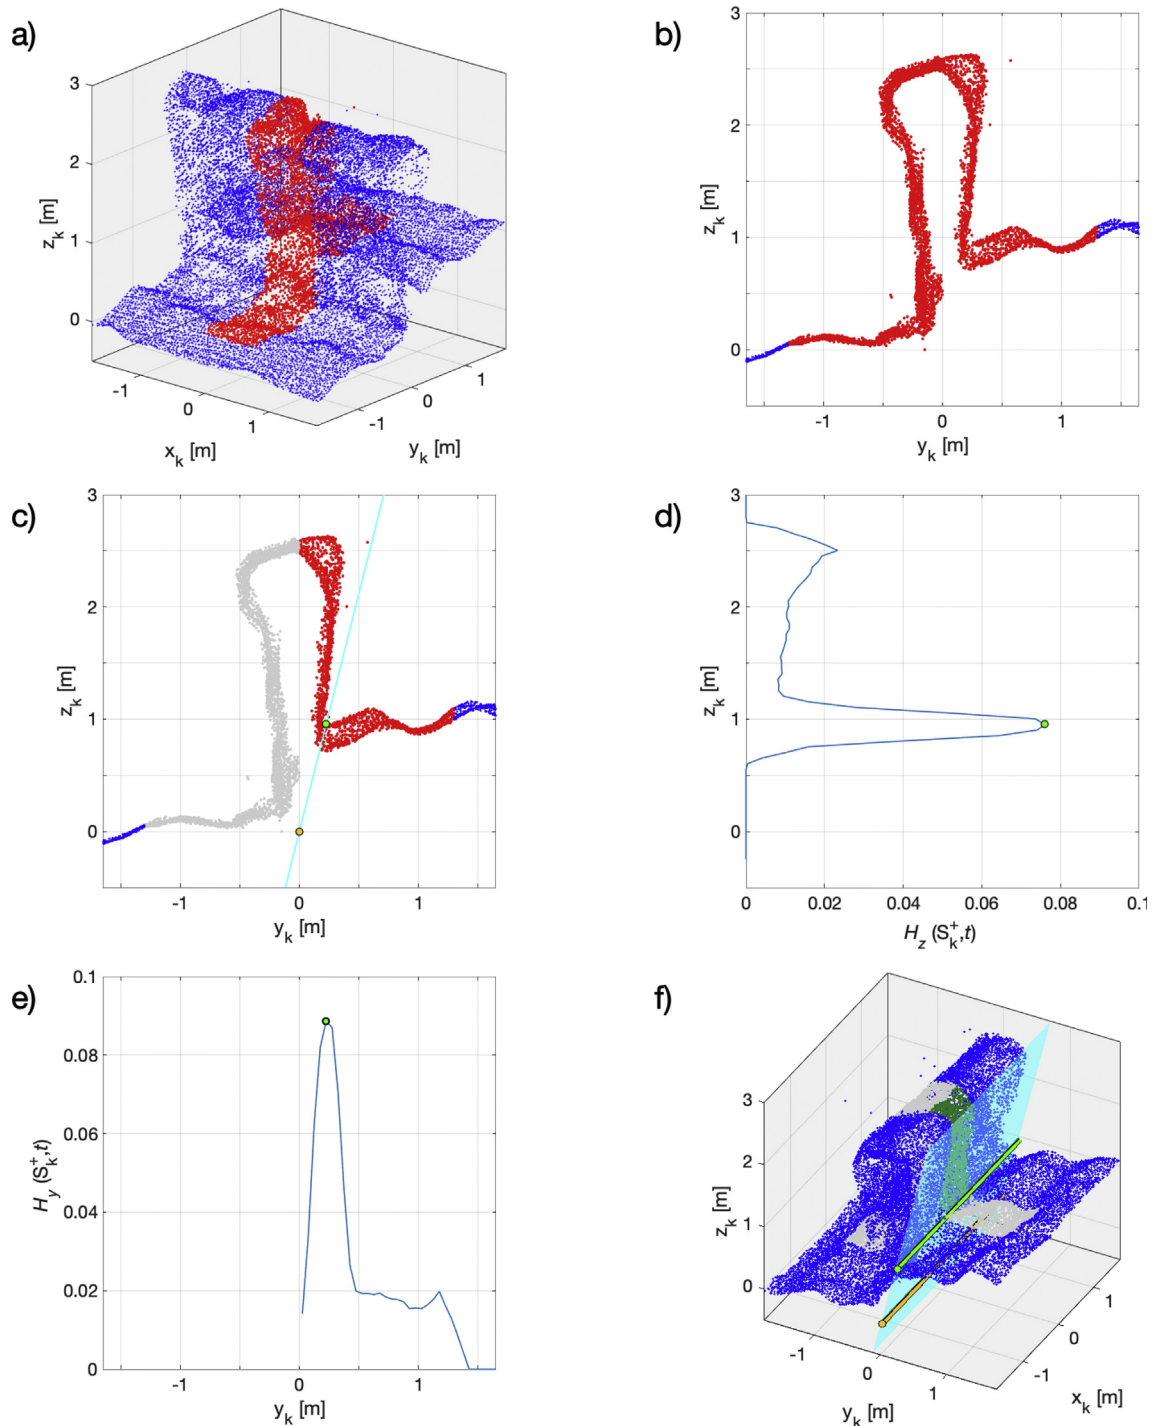 a)
3
2
1
0
z_k [m]
-1
0
1
x_k [m]
-1
0
1
y_k [m]
b)
3
2
1
0
z_k [m]
-1
0
1
y_k [m]
c)
3
2
1
0
z_k [m]
-1
0
1
y_k [m]
d)
3
2
1
0
z_k [m]
0
0.02
0.04
0.06
0.08
0.1
H_z (S_k^+,t)
e)
0.1
0.08
0.06
0.04
0.02
0
H_y (S_k^+,t)
-1
0
1
y_k [m]
f)
3
2
1
0
z_k [m]
-1
0
1
y_k [m]
1
0
-1
x_k [m]